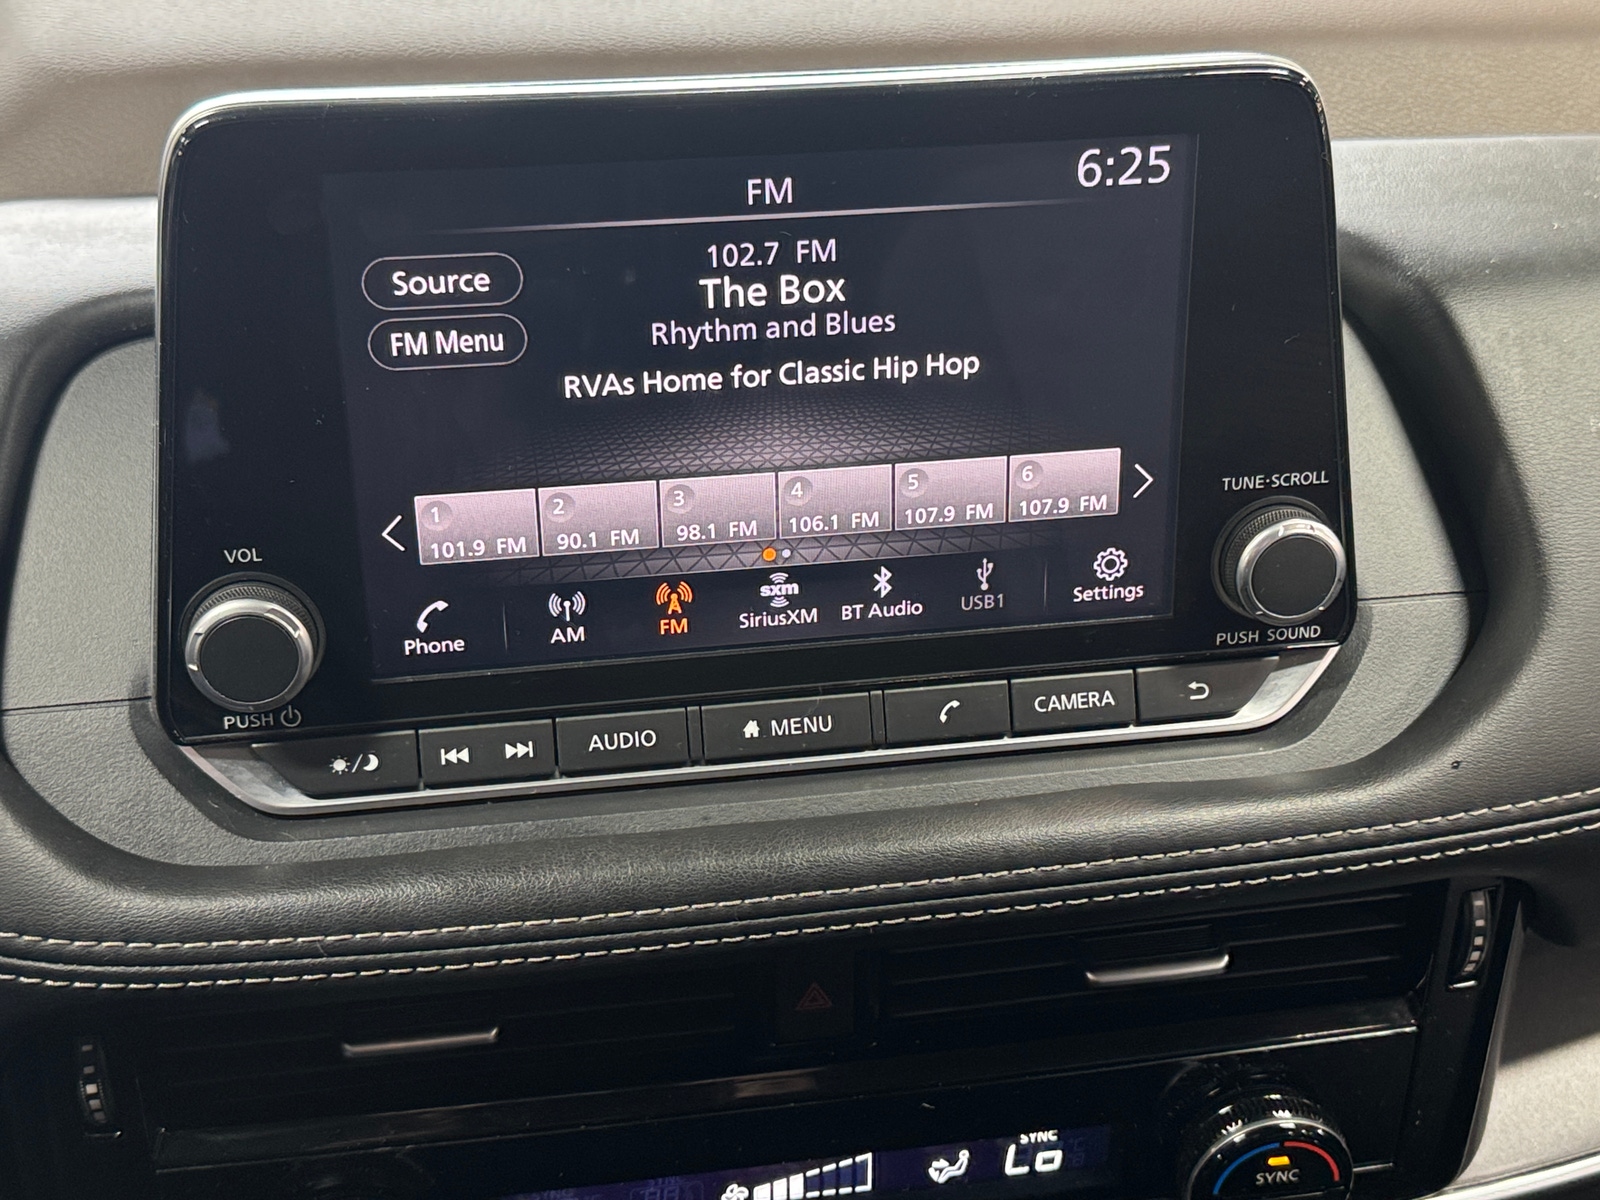 6:25
FM
102.7 FM
Source
The Box
Rhythm and Blues
FM Menu
RVAs Home for Classic Hip Hop
1
101.9 FM
2
90.1 FM
3
98.1 FM
4
106.1 FM
5
107.9 FM
6
107.9 FM
TUNE·SCROLL
VOL
Phone
AM
FM
sxm
SiriusXM
BT Audio
USB1
Settings
PUSH SOUND
PUSH
AUDIO
MENU
CAMERA
SYNC
Lo
SYNC